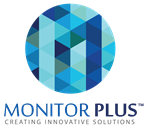 MONITOR PLUS™
CREATING INNOVATIVE SOLUTIONS